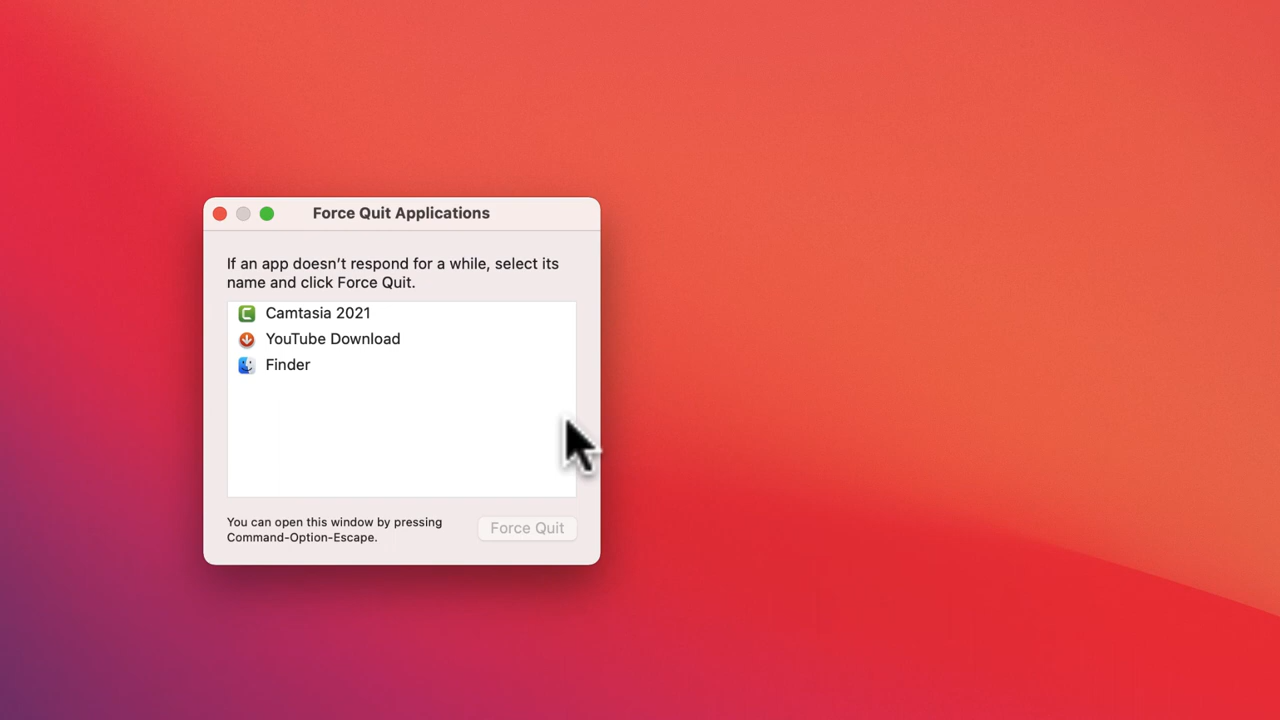 Force Quit Applications
If an app doesn’t respond for a while, select its
name and click Force Quit.
Camtasia 2021
YouTube Download
Finder
You can open this window by pressing
Command-Option-Escape.
Force Quit